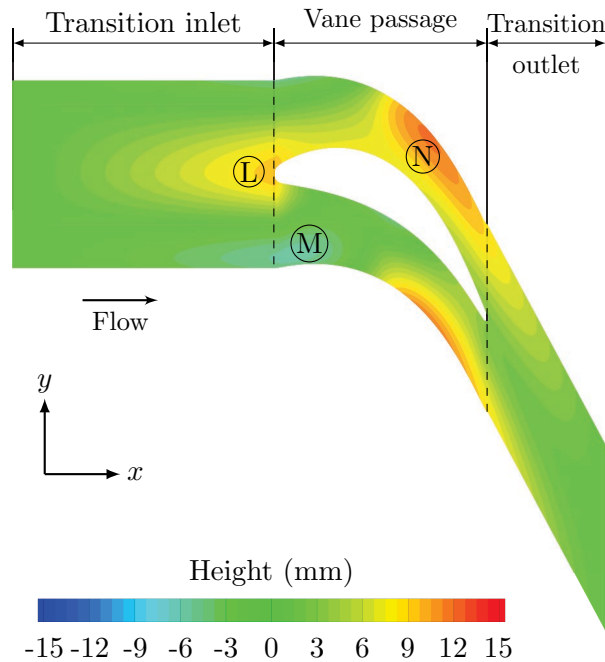 Transition inlet
Vane passage
Transition
outlet
N
L
M
Flow
y
x
Height (mm)
-15 -12 -9 -6 -3 0 3 6 9 12 15